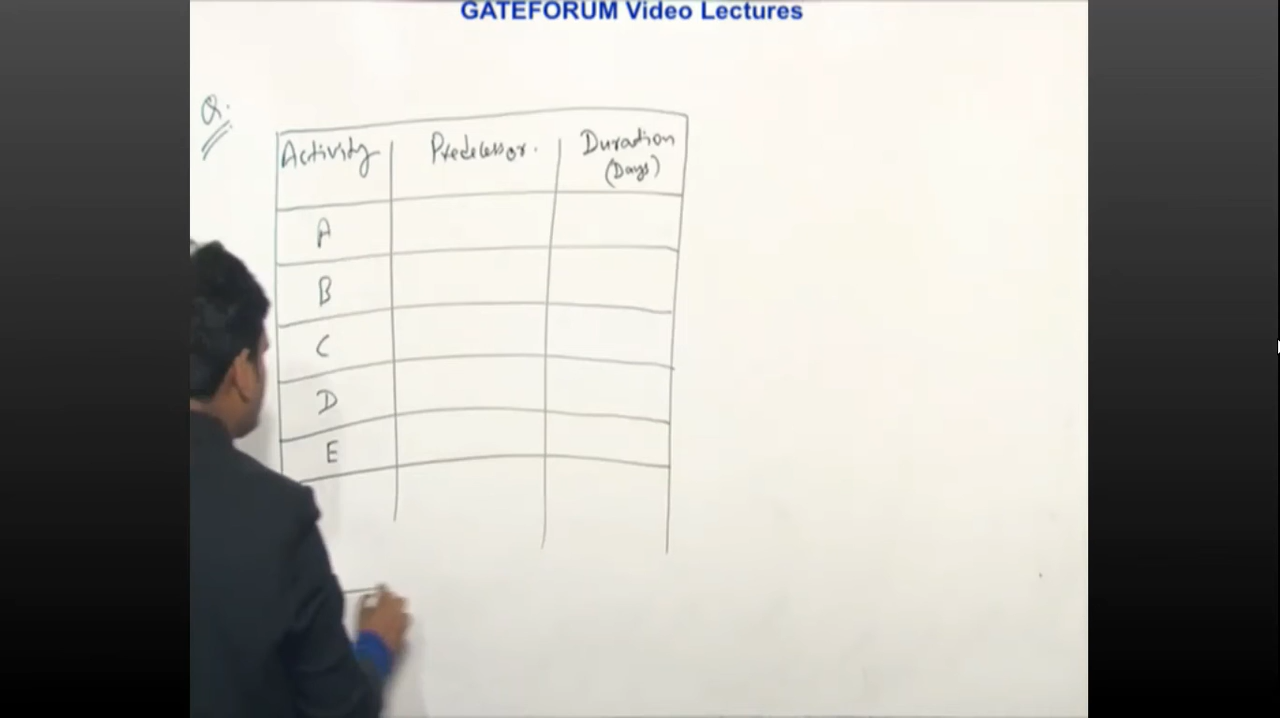 GATEFORUM Video Lectures
Q.
Activity Predecessor. Duration
(Days)
A
B
C
D
E